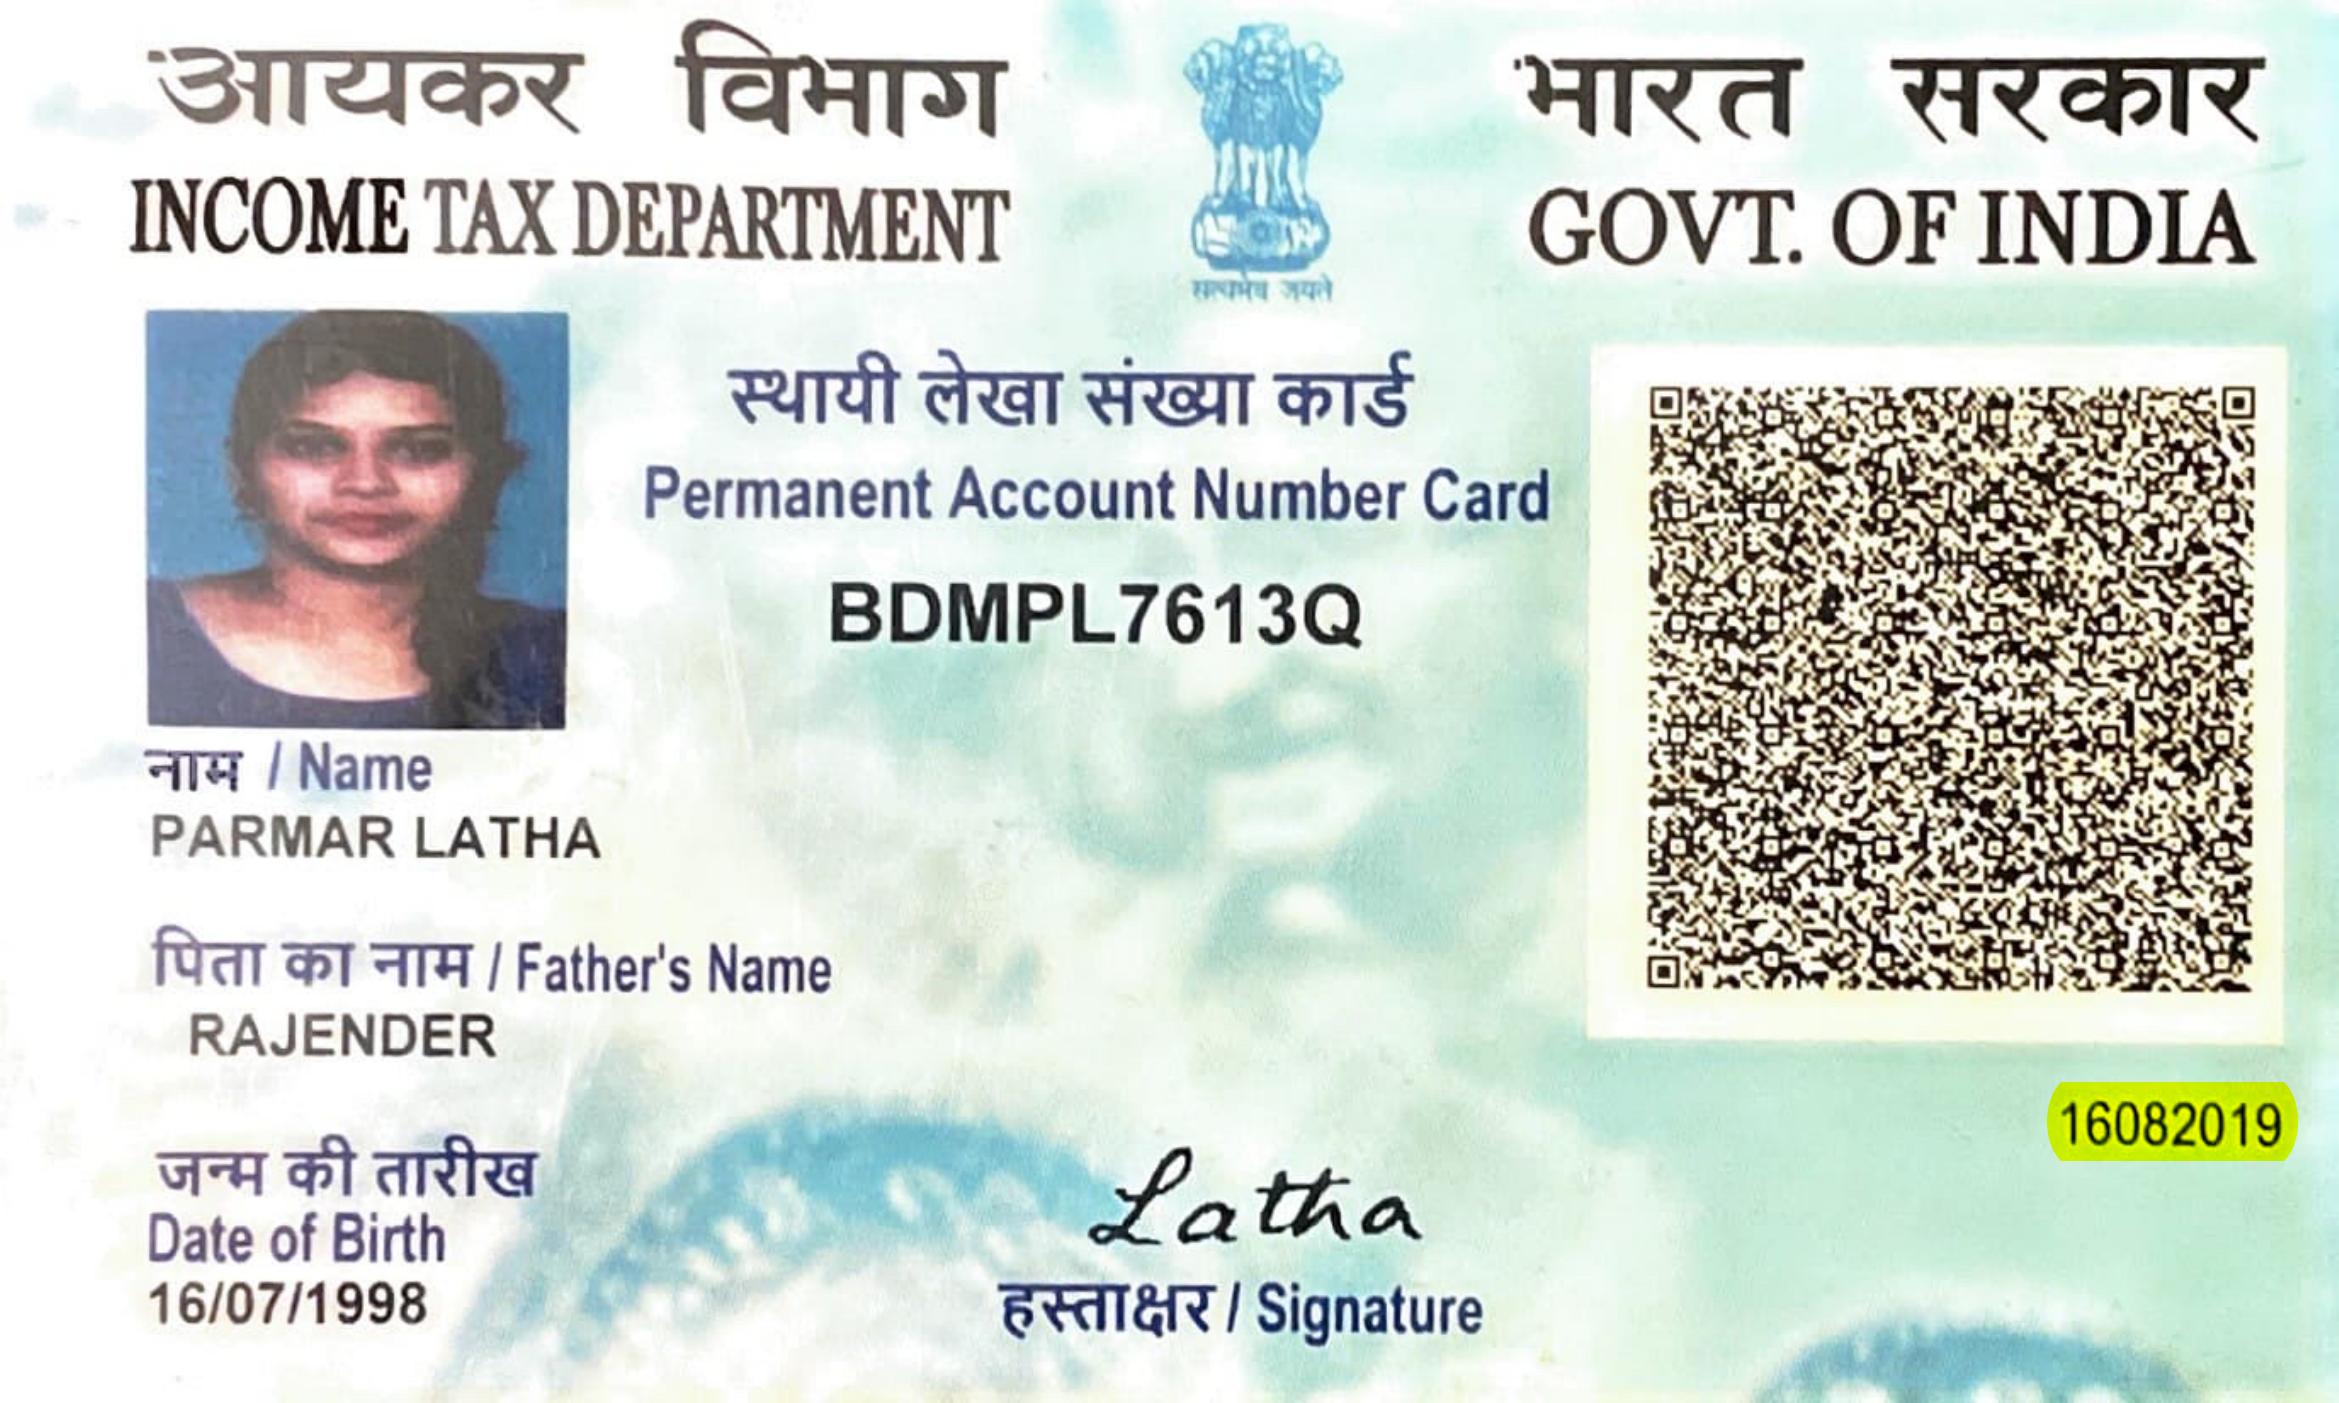 आयकर विभाग
INCOME TAX DEPARTMENT
भारत सरकार
GOVT. OF INDIA
सत्यमेव जयते
स्थायी लेखा संख्या कार्ड
Permanent Account Number Card
BDMPL7613Q
नाम / Name
PARMAR LATHA
पिता का नाम / Father's Name
RAJENDER
16082019
जन्म की तारीख
Date of Birth
16/07/1998
Latha
हस्ताक्षर / Signature